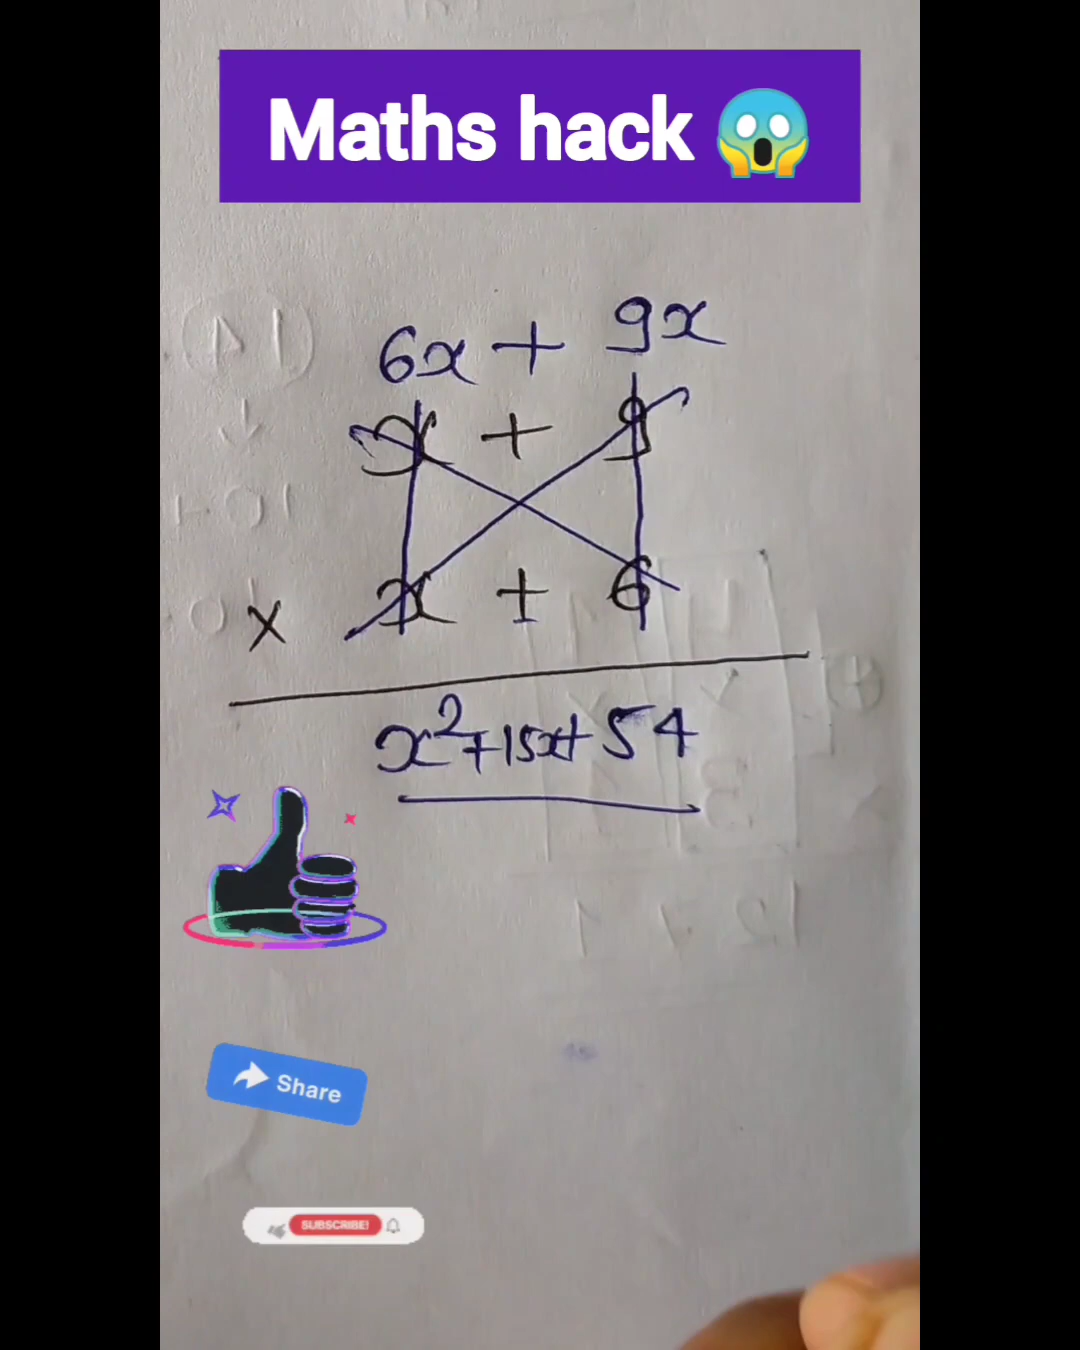 Maths hack 😱
6x + 9x
x + 9
× x + 6
x²+15x+54
Share
SUBSCRIBE!